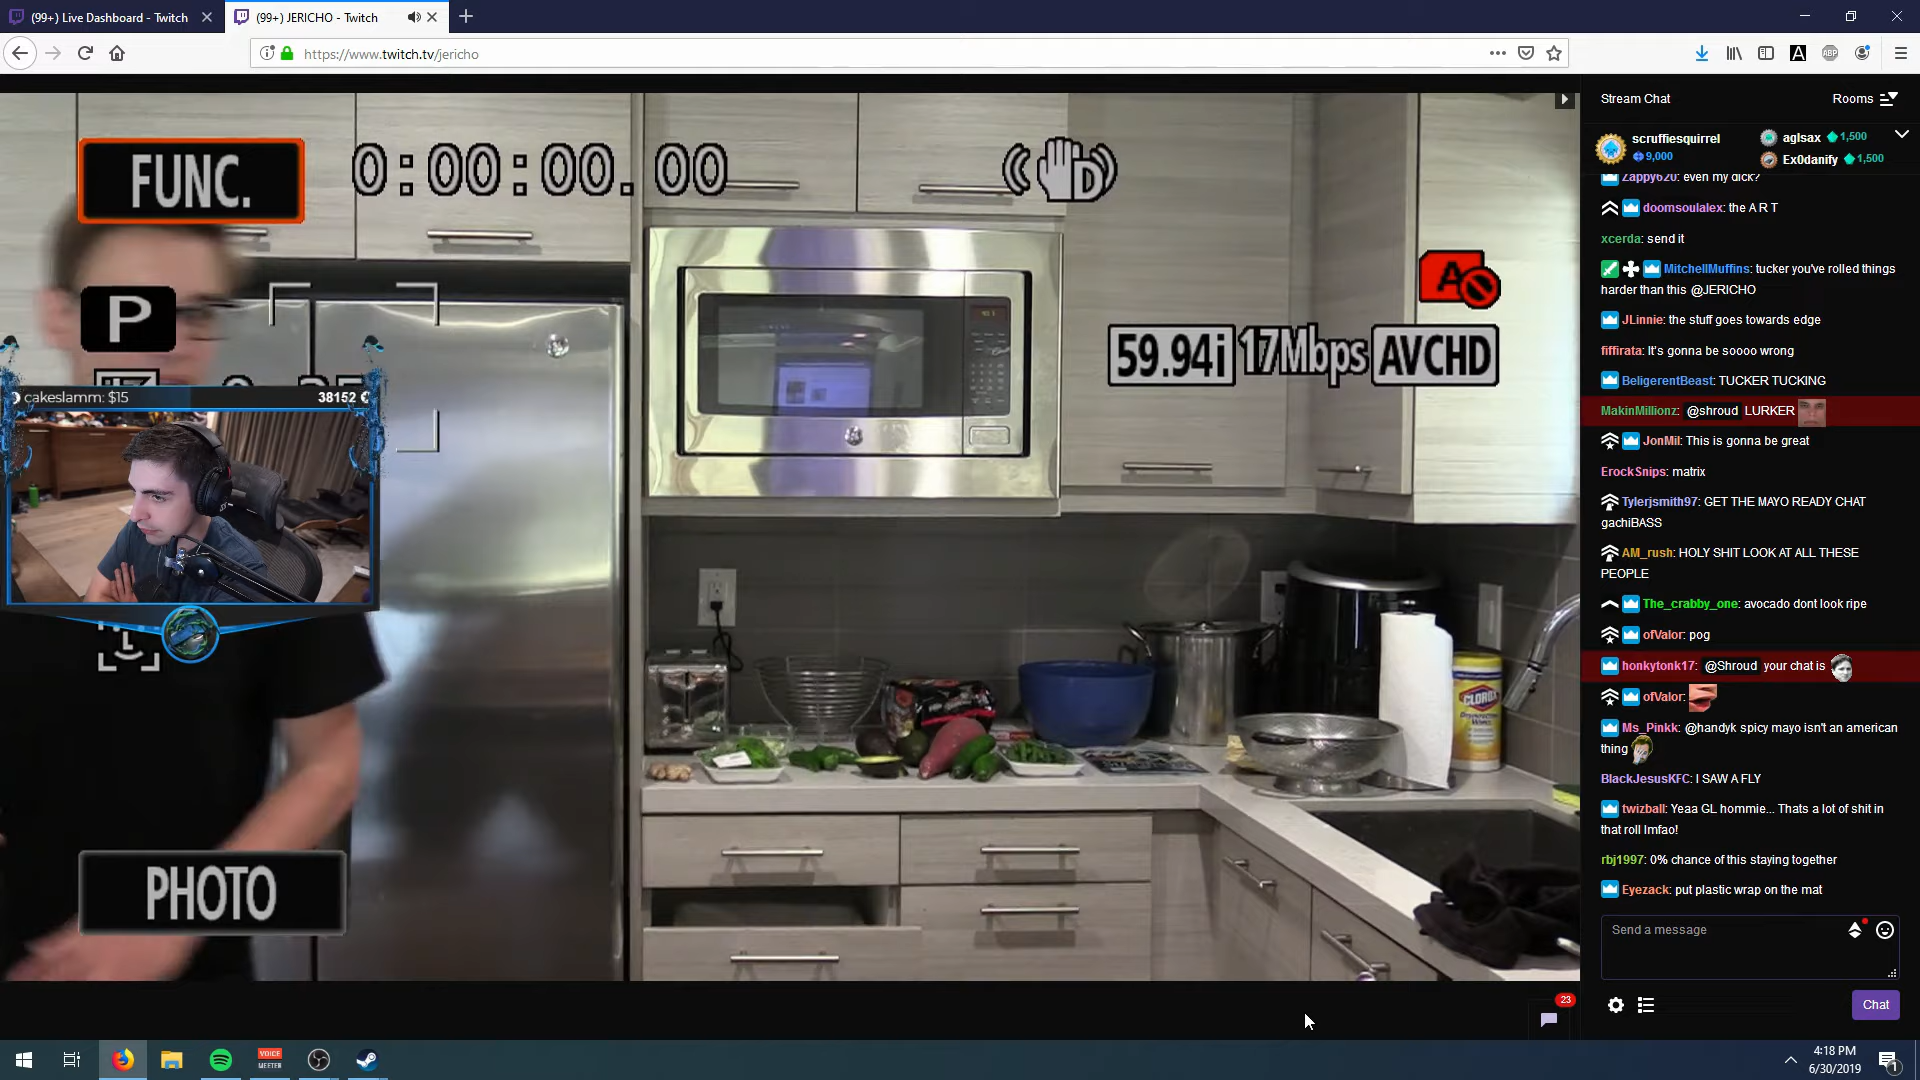 (99+) Live Dashboard - Twitch
(99+) JERICHO - Twitch
https://www.twitch.tv/jericho
FUNC.
0:00:00.00
P
59.94i 17Mbps AVCHD
cakeslamm: $15
38152
PHOTO
Stream Chat
Rooms
scruffiesquirrel
9,000
aglsax 1,500
Ex0danify 1,500
Zappy620: even my dick?
doomsoulalex: the A R T
xcerda: send it
MitchellMuffins: tucker you've rolled things
harder than this @JERICHO
JLinnie: the stuff goes towards edge
fiffirata: It's gonna be soooo wrong
BeligerentBeast: TUCKER TUCKING
MakinMillionz: @shroud LURKER
JonMil: This is gonna be great
ErockSnips: matrix
Tylerjsmith97: GET THE MAYO READY CHAT
gachiBASS
AM_rush: HOLY SHIT LOOK AT ALL THESE
PEOPLE
The_crabby_one: avocado dont look ripe
ofValor: pog
honkytonk17: @Shroud your chat is
ofValor:
Ms_Pinkk: @handyk spicy mayo isn't an american
thing
BlackJesusKFC: I SAW A FLY
twizball: Yeaa GL hommie... Thats a lot of shit in
that roll lmfao!
rbj1997: 0% chance of this staying together
Eyezack: put plastic wrap on the mat
Send a message
Chat
23
CLOROX
VOICE
MEETER
4:18 PM
6/30/2019
1